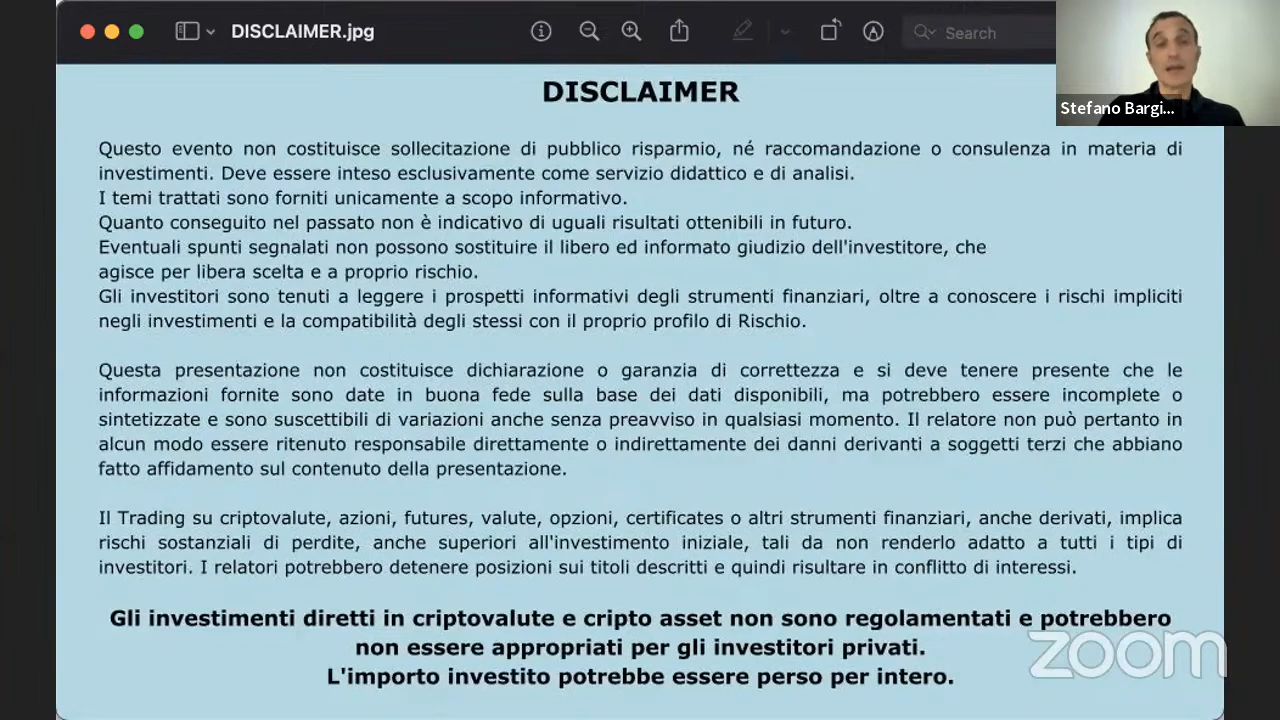 DISCLAIMER.jpg
Search
Stefano Bargi...
DISCLAIMER
Questo evento non costituisce sollecitazione di pubblico risparmio, né raccomandazione o consulenza in materia di
investimenti. Deve essere inteso esclusivamente come servizio didattico e di analisi.
I temi trattati sono forniti unicamente a scopo informativo.
Quanto conseguito nel passato non è indicativo di uguali risultati ottenibili in futuro.
Eventuali spunti segnalati non possono sostituire il libero ed informato giudizio dell'investitore, che
agisce per libera scelta e a proprio rischio.
Gli investitori sono tenuti a leggere i prospetti informativi degli strumenti finanziari, oltre a conoscere i rischi impliciti
negli investimenti e la compatibilità degli stessi con il proprio profilo di Rischio.
Questa presentazione non costituisce dichiarazione o garanzia di correttezza e si deve tenere presente che le
informazioni fornite sono date in buona fede sulla base dei dati disponibili, ma potrebbero essere incomplete o
sintetizzate e sono suscettibili di variazioni anche senza preavviso in qualsiasi momento. Il relatore non può pertanto in
alcun modo essere ritenuto responsabile direttamente o indirettamente dei danni derivanti a soggetti terzi che abbiano
fatto affidamento sul contenuto della presentazione.
Il Trading su criptovalute, azioni, futures, valute, opzioni, certificates o altri strumenti finanziari, anche derivati, implica
rischi sostanziali di perdite, anche superiori all'investimento iniziale, tali da non renderlo adatto a tutti i tipi di
investitori. I relatori potrebbero detenere posizioni sui titoli descritti e quindi risultare in conflitto di interessi.
Gli investimenti diretti in criptovalute e cripto asset non sono regolamentati e potrebbero
non essere appropriati per gli investitori privati.
L'importo investito potrebbe essere perso per intero.
zoom